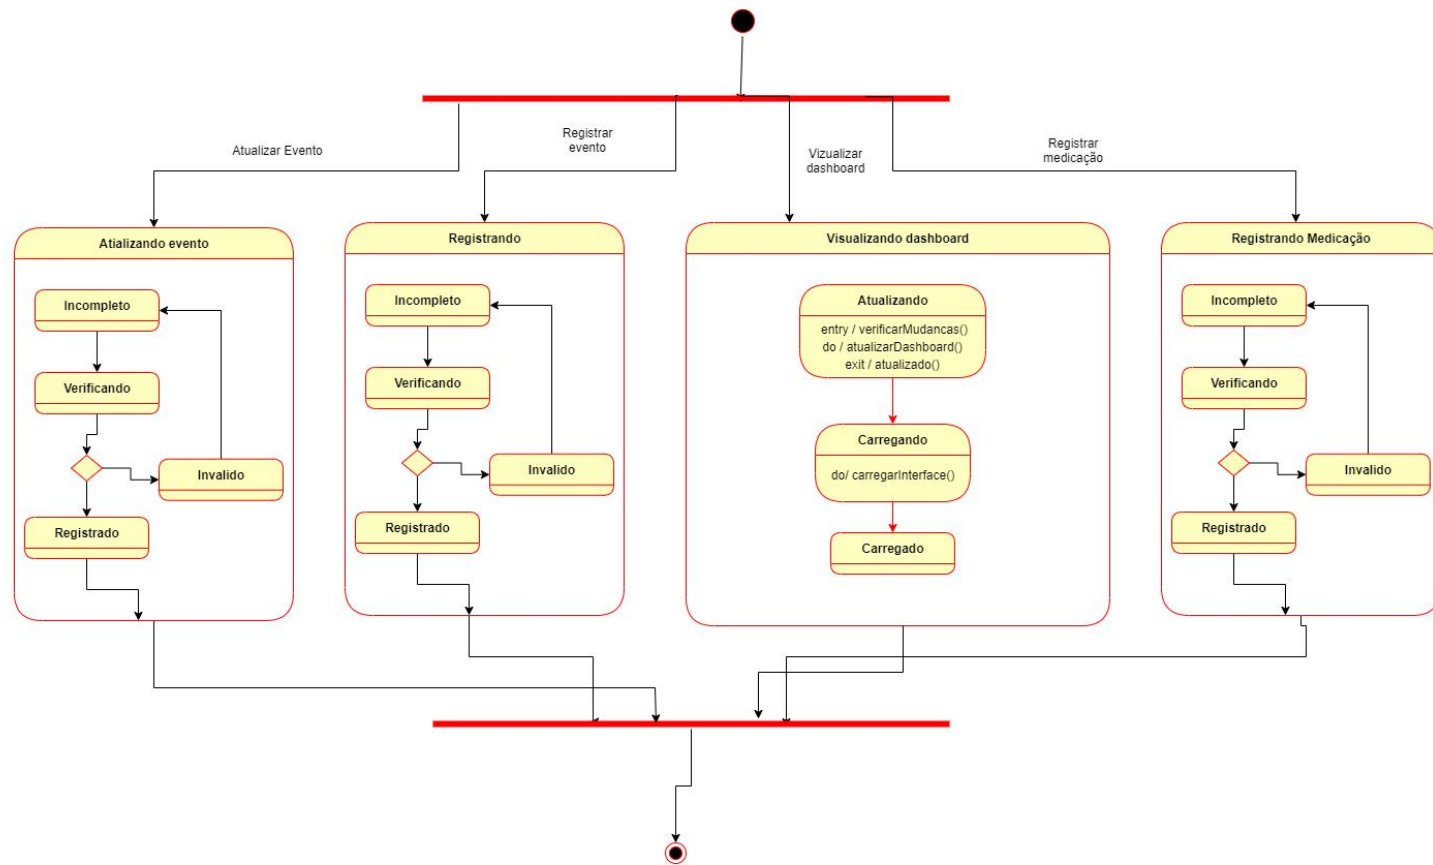 Atualizar Evento
Registrar
evento
Vizualizar
dashboard
Registrar
medicação
Atializando evento
Incompleto
Verificando
Invalido
Registrado
Registrando
Incompleto
Verificando
Invalido
Registrado
Visualizando dashboard
Atualizando
entry / verificarMudancas()
do / atualizarDashboard()
exit / atualizado()
Carregando
do/ carregarInterface()
Carregado
Registrando Medicação
Incompleto
Verificando
Invalido
Registrado